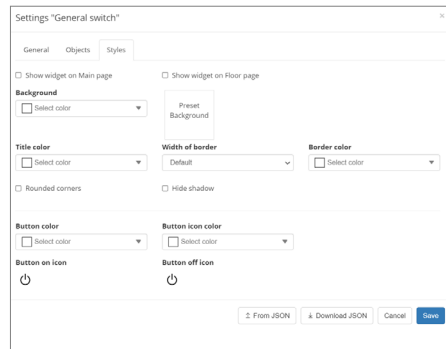 Settings "General switch"
×
General Objects Styles
Show widget on Main page Show widget on Floor page
Background
Select color
Preset
Background
Title color Width of border Border color
Select color Default Select color
Rounded corners Hide shadow
Button color Button icon color
Select color Select color
Button on icon Button off icon
From JSON Download JSON Cancel Save